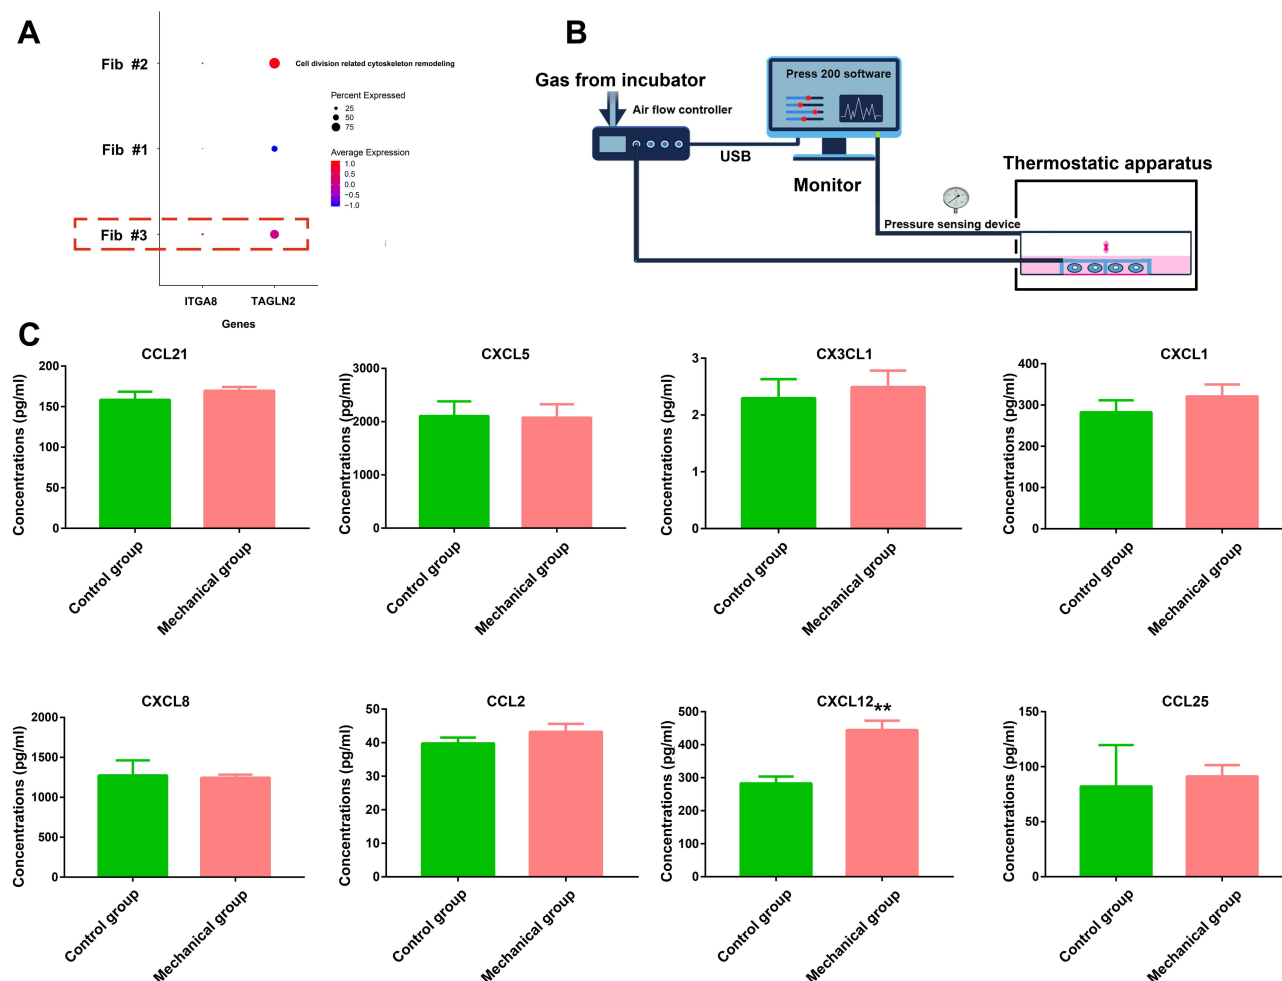 A
Fib #2
Cell division related cytoskeleton remodeling
Percent Expressed
25
50
75
Fib #1
Average Expression
1.0
0.5
0.0
−0.5
−1.0
Fib #3
ITGA8 TAGLN2
Genes
B
Gas from incubator
Air flow controller
Press 200 software
USB
Monitor
Thermostatic apparatus
Pressure sensing device
C
CCL21
Concentrations (pg/ml)
200
150
100
50
0
Control group
Mechanical group
CXCL5
Concentrations (pg/ml)
3000
2000
1000
0
Control group
Mechanical group
CX3CL1
Concentrations (pg/ml)
3
2
1
0
Control group
Mechanical group
CXCL1
Concentrations (pg/ml)
400
300
200
100
0
Control group
Mechanical group
CXCL8
Concentrations (pg/ml)
2000
1500
1000
500
0
Control group
Mechanical group
CCL2
Concentrations (pg/ml)
50
40
30
20
10
0
Control group
Mechanical group
CXCL12
**
Concentrations (pg/ml)
500
400
300
200
100
0
Control group
Mechanical group
CCL25
Concentrations (pg/ml)
150
100
50
0
Control group
Mechanical group